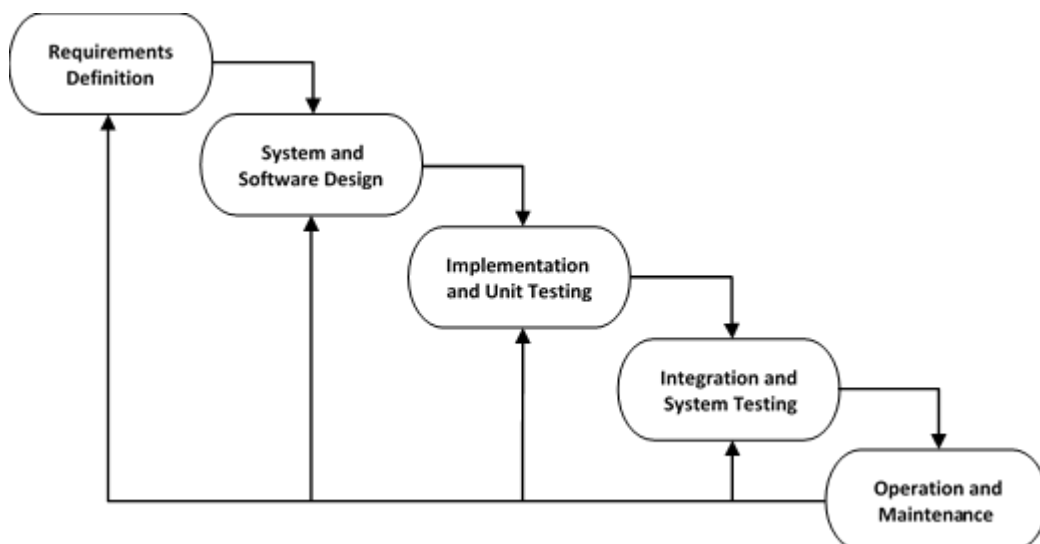 Requirements
Definition
System and
Software Design
Implementation
and Unit Testing
Integration and
System Testing
Operation and
Maintenance